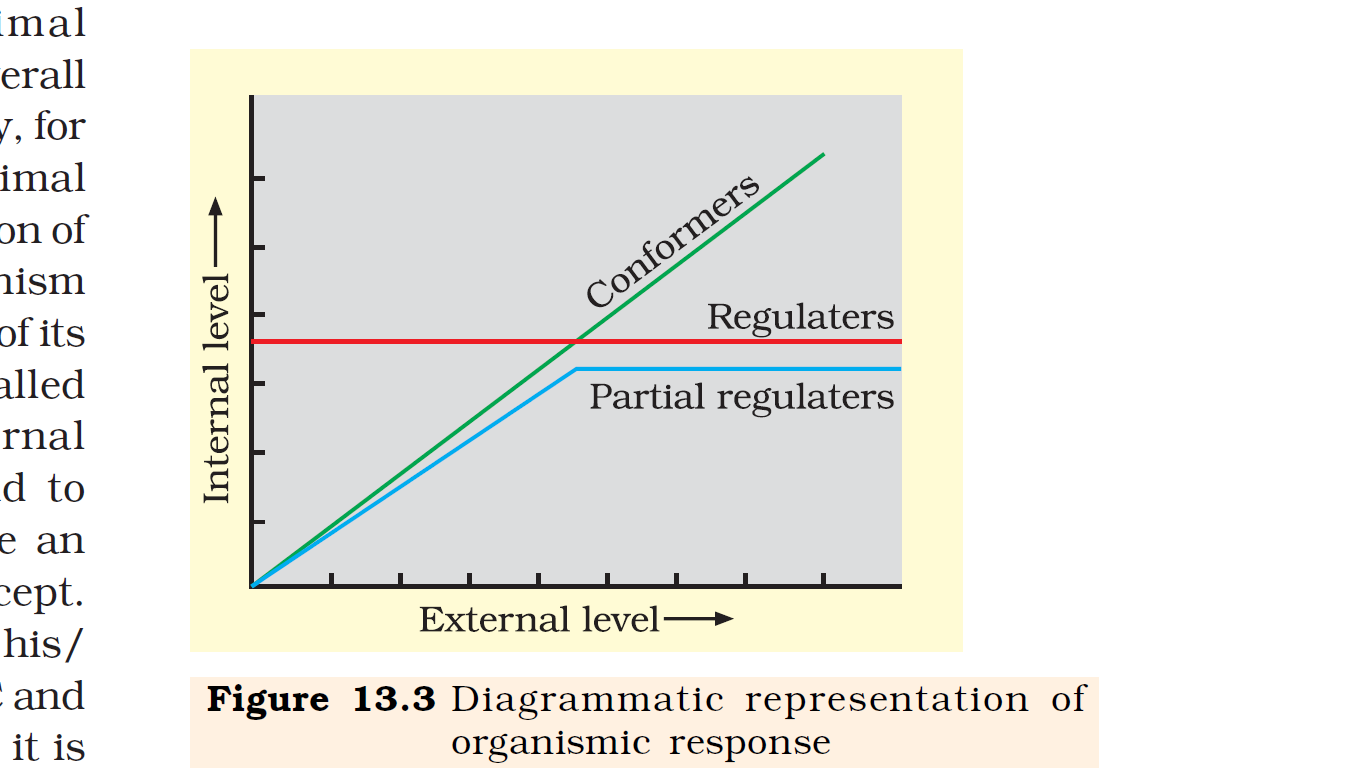 imal
erall
y, for
imal
on of
nism
of its
alled
rnal
d to
e an
cept.
his/
and
it is
Internal level
Conformers
Regulaters
Partial regulaters
External level
Figure 13.3 Diagrammatic representation of
organismic response